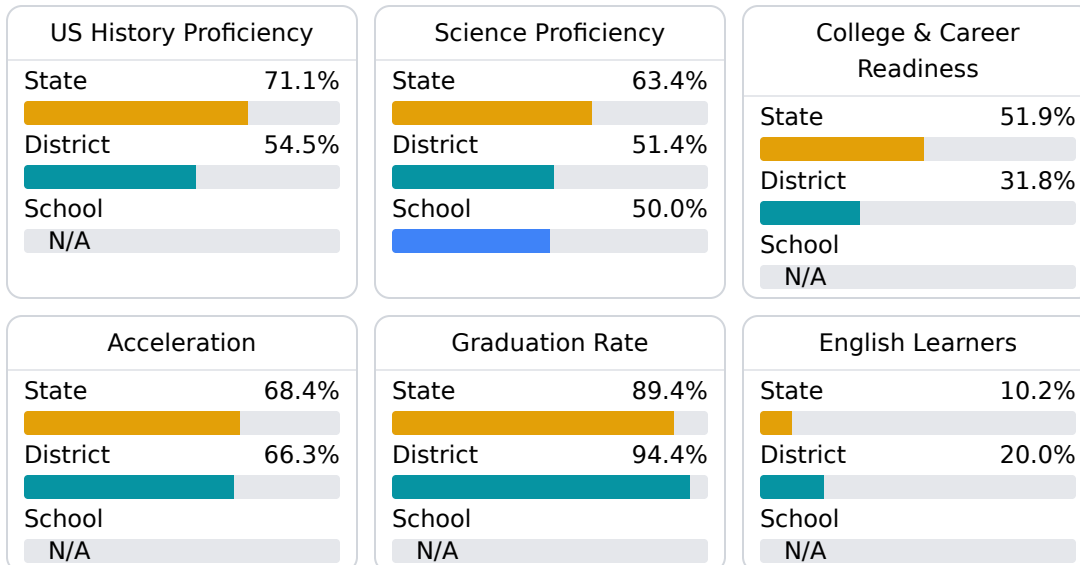 US History Proficiency
State 71.1%
District 54.5%
School
N/A
Science Proficiency
State 63.4%
District 51.4%
School 50.0%
College & Career
Readiness
State 51.9%
District 31.8%
School
N/A
Acceleration
State 68.4%
District 66.3%
School
N/A
Graduation Rate
State 89.4%
District 94.4%
School
N/A
English Learners
State 10.2%
District 20.0%
School
N/A